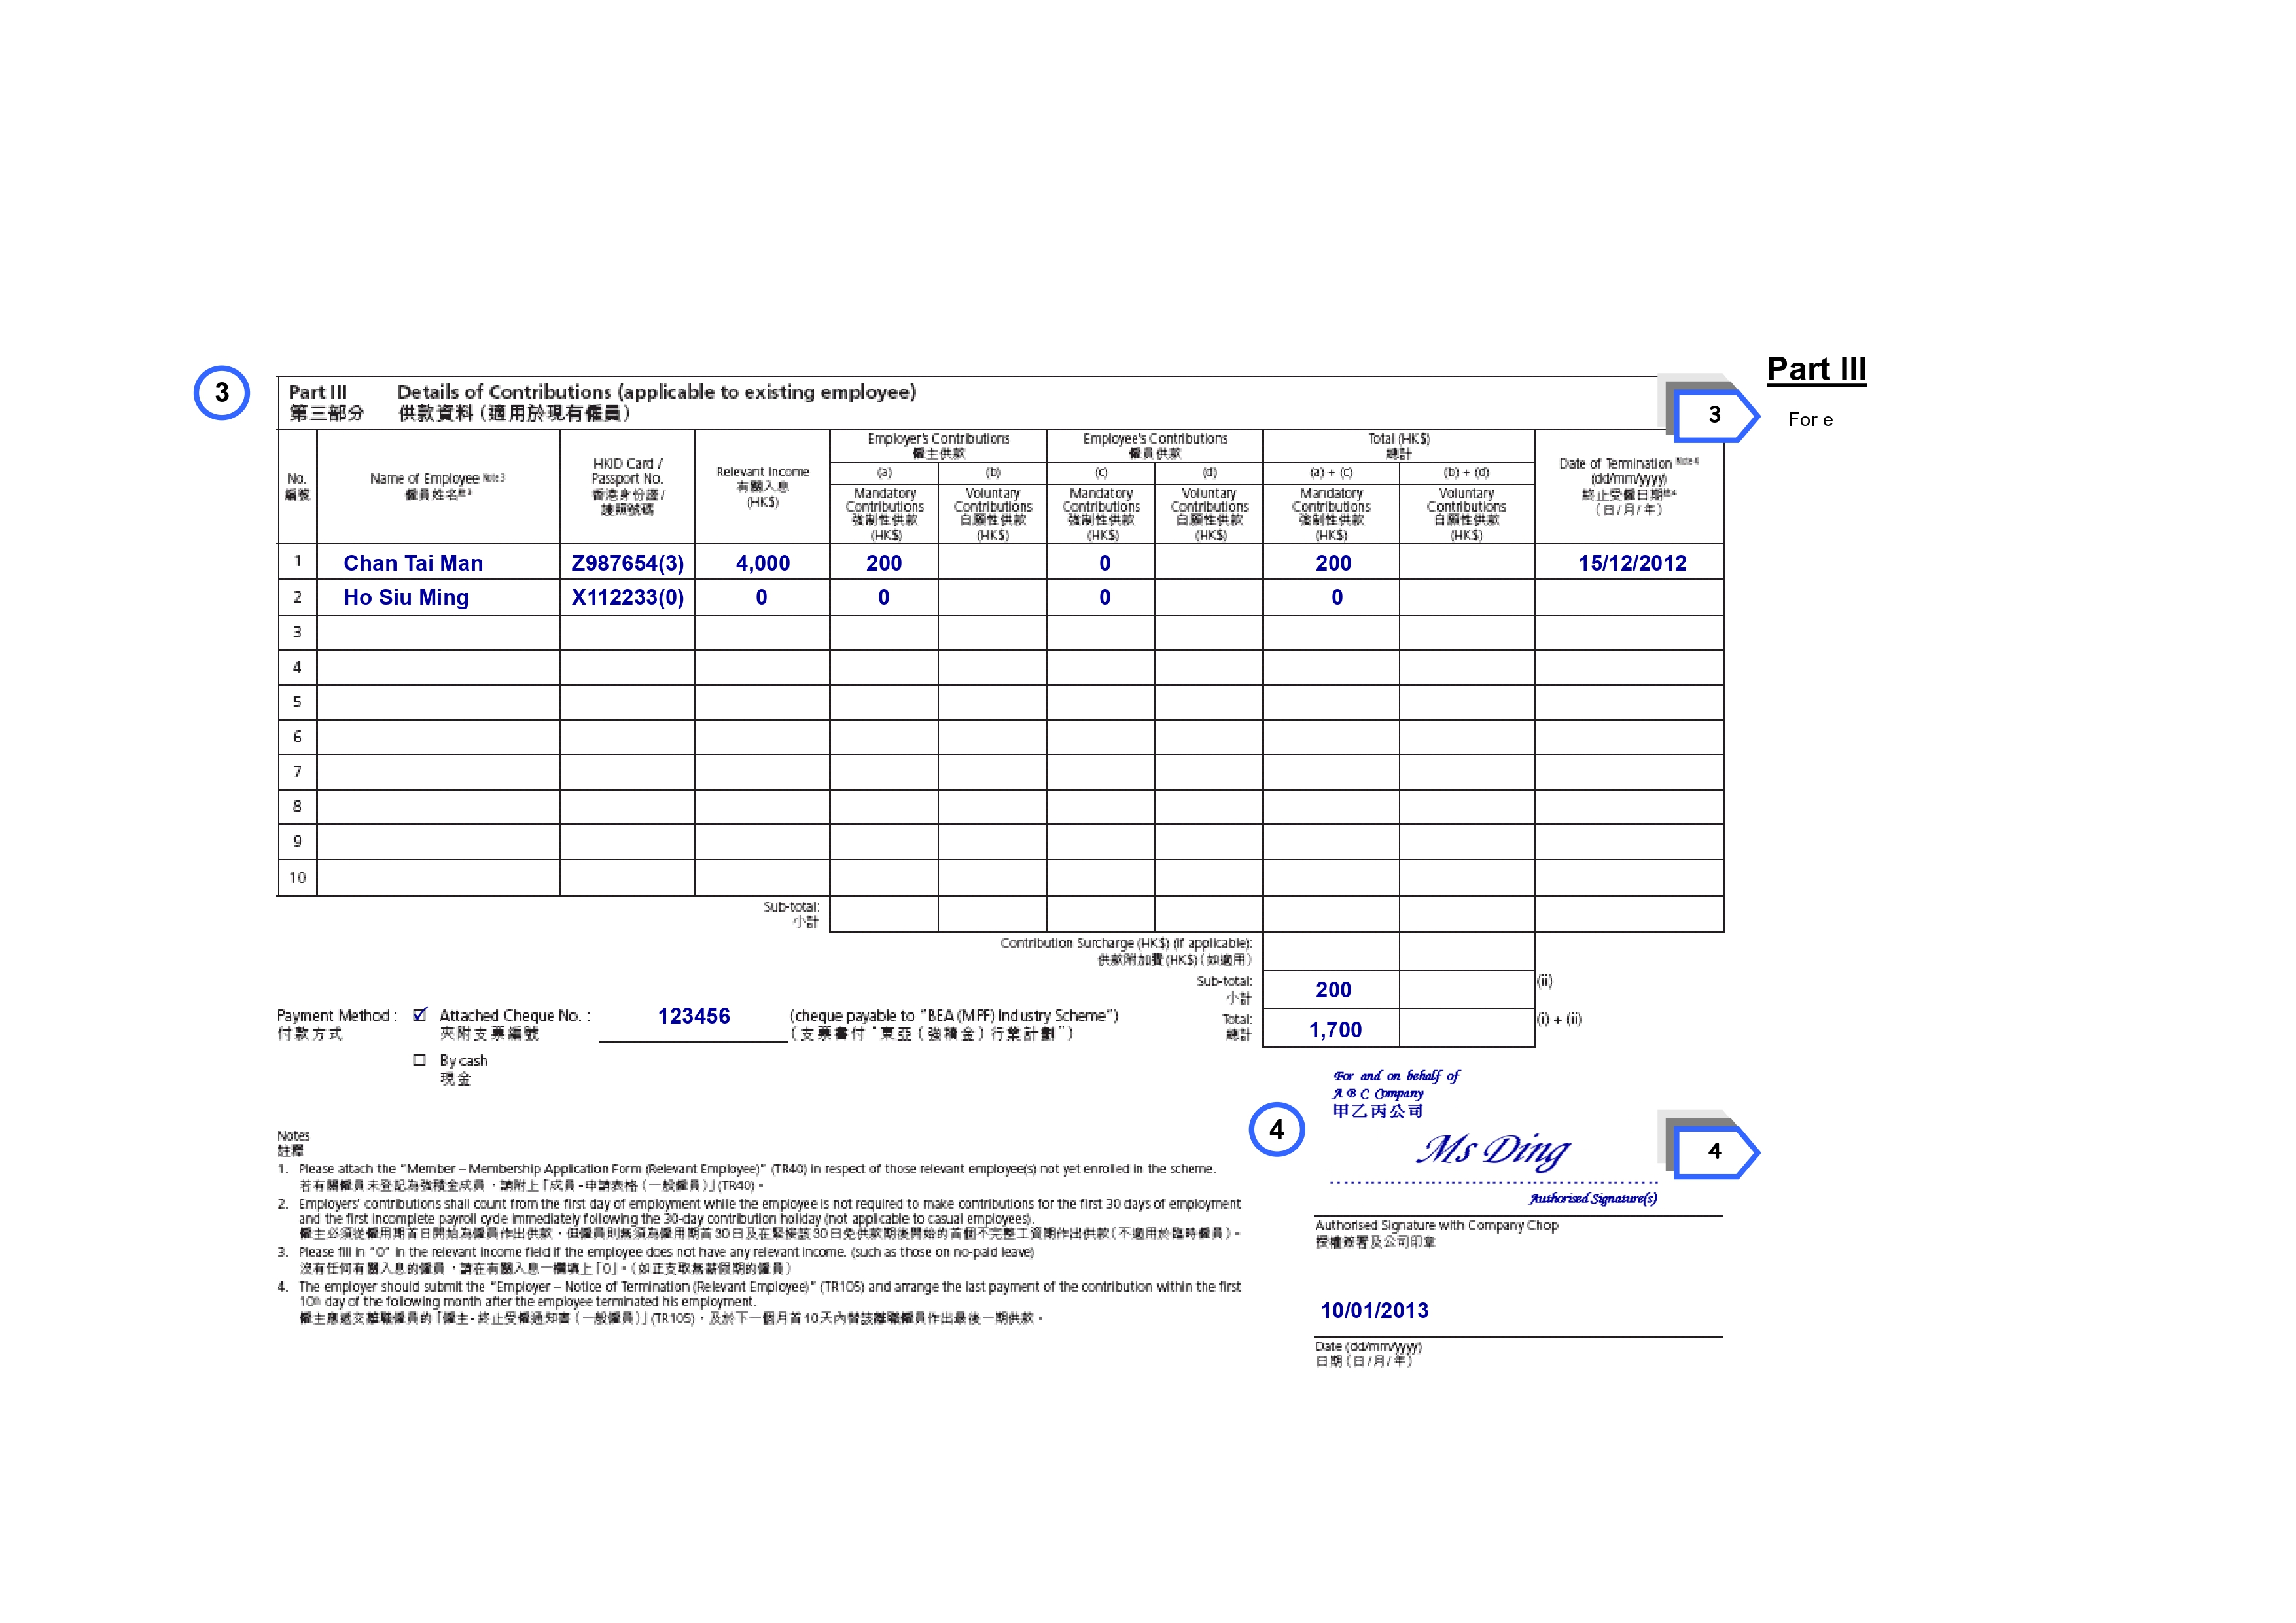 Part III
3
Part III Details of Contributions (applicable to existing employee)
第三部分 供款資料（適用於現有僱員）
3
For e
No.
編號
Name of Employee Note 3
僱員姓名註3
HKID Card /
Passport No.
香港身份證 /
護照號碼
Relevant Income
有關入息
(HK$)
Employer's Contributions
僱主供款
Employee's Contributions
僱員供款
Total (HK$)
總計
Date of Termination Note 4
(dd/mm/yyyy)
終止受僱日期註4
（日 / 月 / 年）
(a) (b) (c) (d) (a) + (c) (b) + (d)
Mandatory
Contributions
強制性供款
(HK$)
Voluntary
Contributions
自願性供款
(HK$)
Mandatory
Contributions
強制性供款
(HK$)
Voluntary
Contributions
自願性供款
(HK$)
Mandatory
Contributions
強制性供款
(HK$)
Voluntary
Contributions
自願性供款
(HK$)
1 Chan Tai Man Z987654(3) 4,000 200 0 200 15/12/2012
2 Ho Siu Ming X112233(0) 0 0 0 0
3
4
5
6
7
8
9
10
Sub-total:
小計
Contribution Surcharge (HK$) (if applicable):
供款附加費 (HK$)（如適用）
Sub-total: 200 (ii)
小計
Total: 1,700 (i) + (ii)
總計
Payment Method : Attached Cheque No. : 123456 (cheque payable to "BEA (MPF) Industry Scheme")
付款方式 夾附支票編號 （支票書付“東亞（強積金）行業計劃”）
By cash
現金
For and on behalf of
A B C Company
甲乙丙公司
4
Ms Ding
4
Authorised Signature(s)
Authorised Signature with Company Chop
授權簽署及公司印章
10/01/2013
Date (dd/mm/yyyy)
日期（日 / 月 / 年）
Notes
註釋
1. Please attach the "Member – Membership Application Form (Relevant Employee)" (TR40) in respect of those relevant employee(s) not yet enrolled in the scheme.
若有關僱員未登記為強積金成員，請附上「成員 - 申請表格（一般僱員）」(TR40)。
2. Employers' contributions shall count from the first day of employment while the employee is not required to make contributions for the first 30 days of employment
and the first incomplete payroll cycle immediately following the 30-day contribution holiday (not applicable to casual employees).
僱主必須從僱用期首日開始為僱員作出供款，但僱員則無須為僱用期首 30 日及在緊接該 30 日免供款期後開始的首個不完整工資期作出供款（不適用於臨時僱員）。
3. Please fill in "0" in the relevant income field if the employee does not have any relevant income. (such as those on no-paid leave)
沒有任何有關入息的僱員，請在有關入息一欄填上「0」。（如正支取無薪假期的僱員）
4. The employer should submit the "Employer – Notice of Termination (Relevant Employee)" (TR105) and arrange the last payment of the contribution within the first
10th day of the following month after the employee terminated his employment.
僱主應遞交離職僱員的「僱主 - 終止受僱通知書（一般僱員）」(TR105)，及於下一個月首 10 天內替該離職僱員作出最後一期供款。